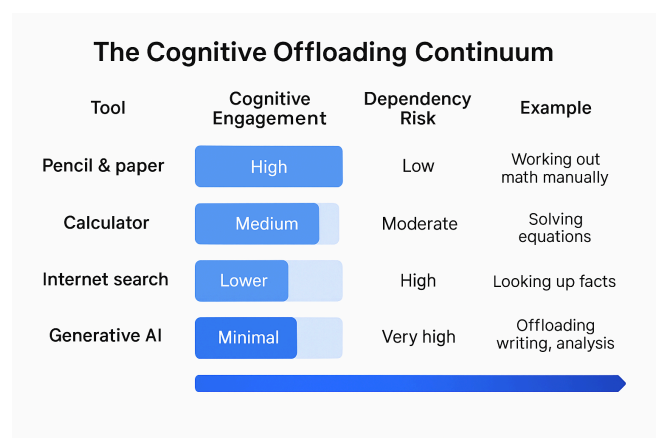 The Cognitive Offloading Continuum
Tool
Cognitive
Engagement
Dependency
Risk
Example
Pencil & paper
High
Low
Working out
math manually
Calculator
Medium
Moderate
Solving
equations
Internet search
Lower
High
Looking up facts
Generative AI
Minimal
Very high
Offloading
writing, analysis